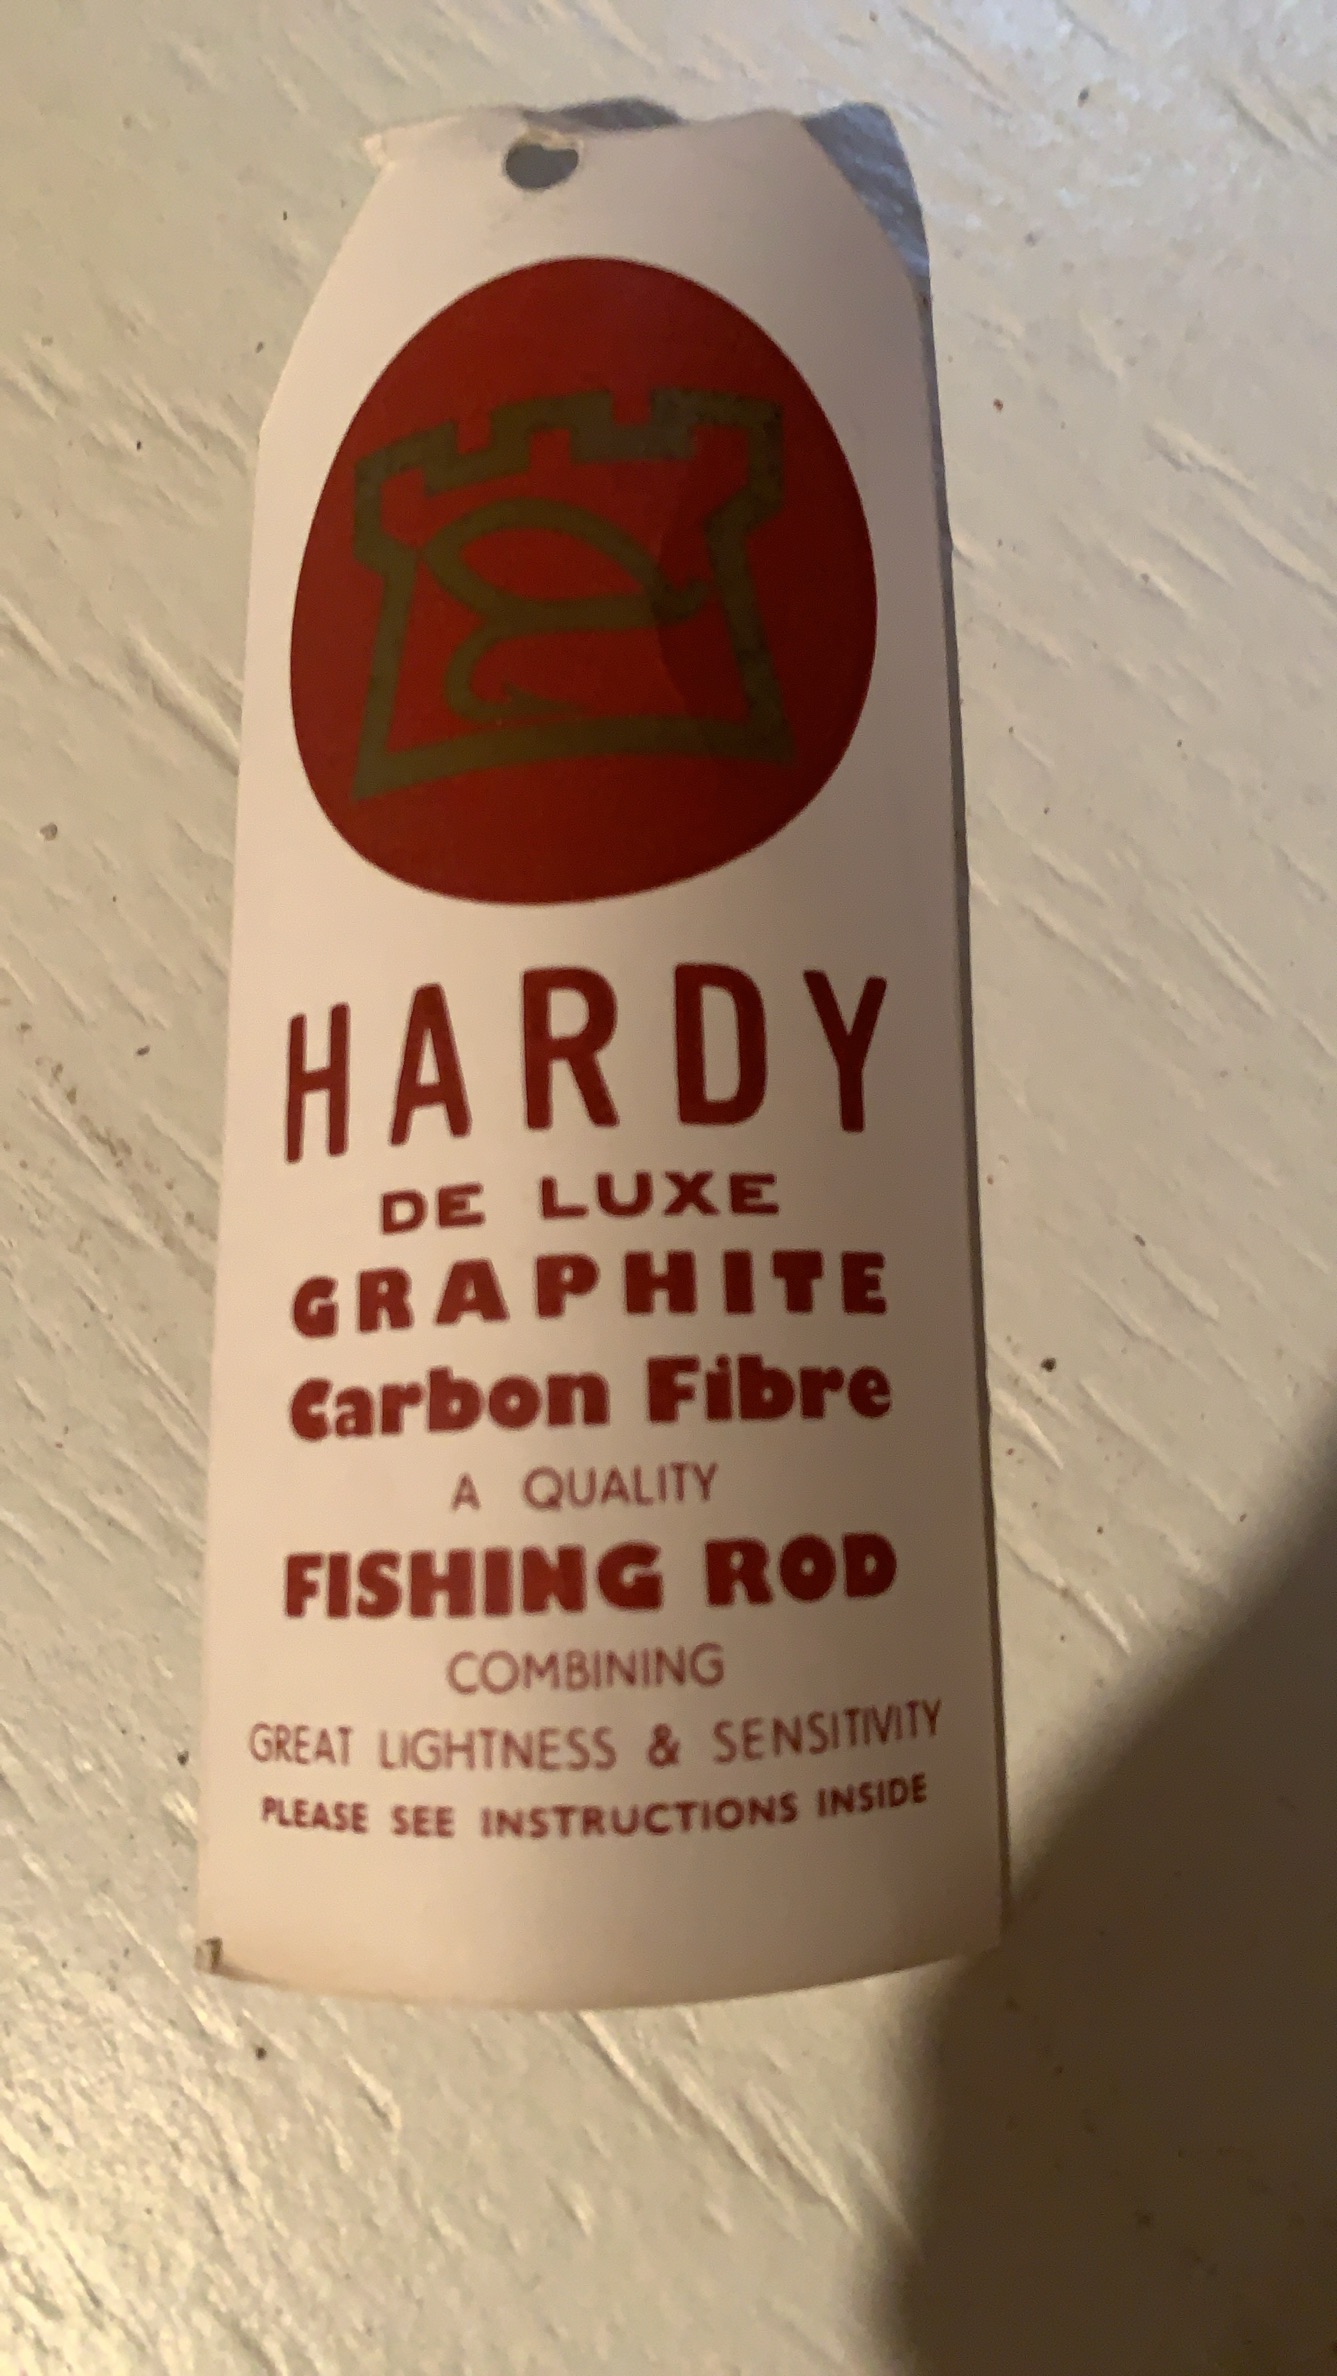 HARDY
DE LUXE
GRAPHITE
Carbon Fibre
A QUALITY
FISHING ROD
COMBINING
GREAT LIGHTNESS & SENSITIVITY
PLEASE SEE INSTRUCTIONS INSIDE